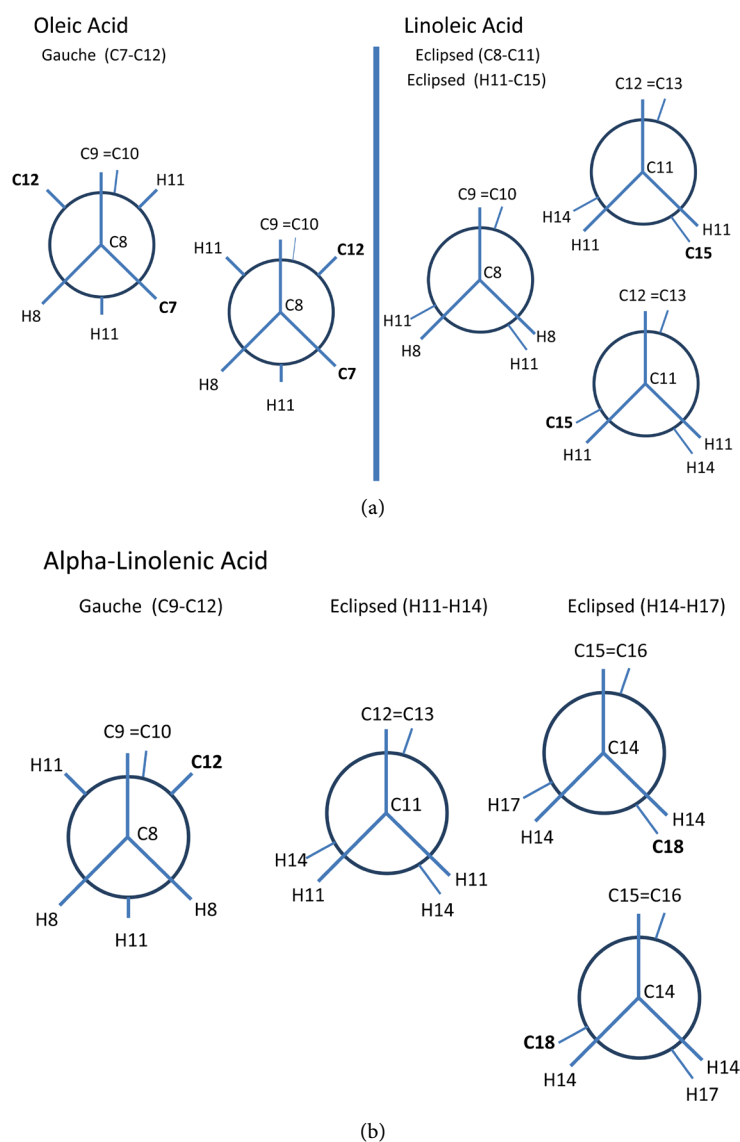 Oleic Acid
Gauche (C7-C12)
C9 =C10
C12
H11
C8
H8
C7
H11
C9 =C10
H11
C12
C8
H8
C7
H11
Linoleic Acid
Eclipsed (C8-C11)
Eclipsed (H11-C15)
C9 =C10
C8
H11
H8
H8
H11
C12 =C13
C11
H14
H11
H11
C15
C12 =C13
C11
C15
H11
H11
H14
(a)
Alpha-Linolenic Acid
Gauche (C9-C12)
C9 =C10
H11
C12
C8
H8
H8
H11
Eclipsed (H11-H14)
C12=C13
C11
H14
H11
H11
H14
Eclipsed (H14-H17)
C15=C16
C14
H17
H14
H14
C18
C15=C16
C14
C18
H14
H14
H17
(b)